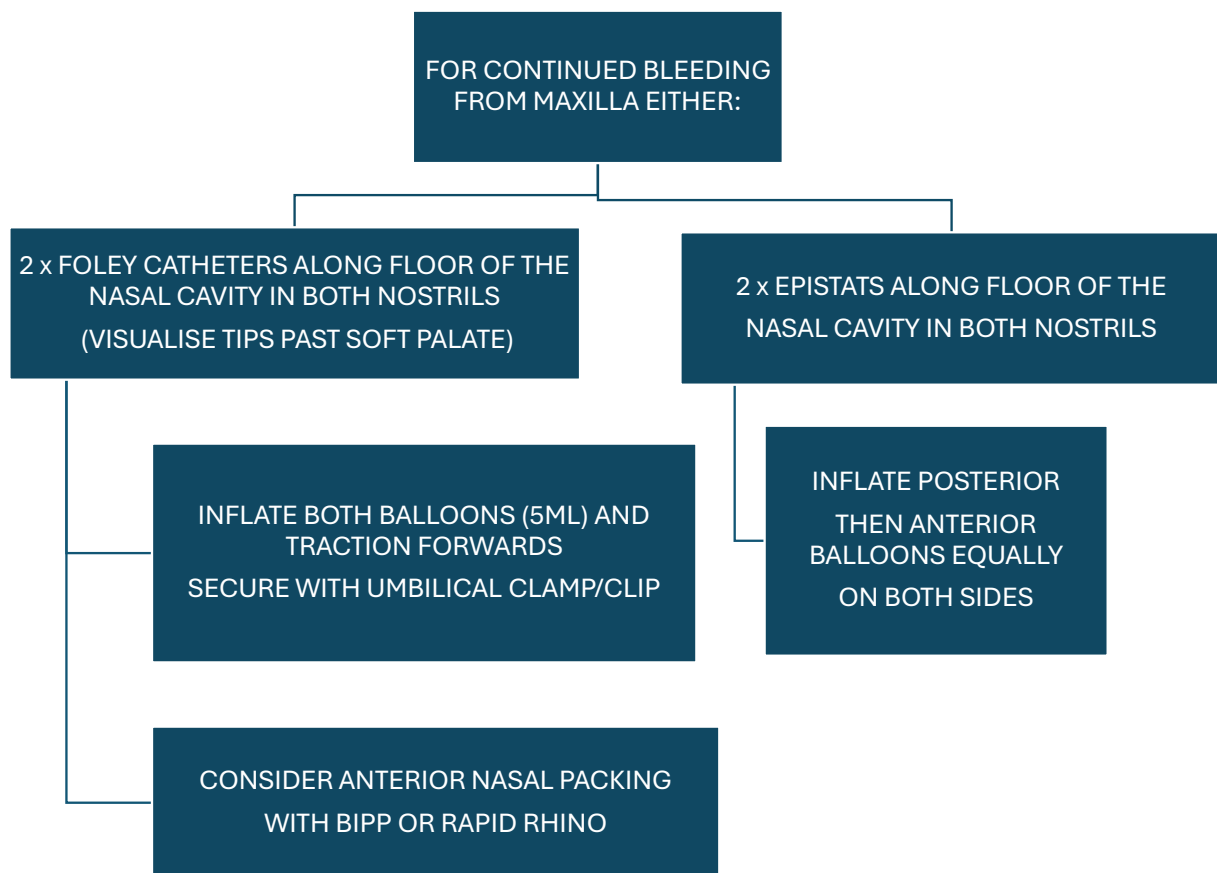 FOR CONTINUED BLEEDING
FROM MAXILLA EITHER:
2 x FOLEY CATHETERS ALONG FLOOR OF THE
NASAL CAVITY IN BOTH NOSTRILS
(VISUALISE TIPS PAST SOFT PALATE)
INFLATE BOTH BALLOONS (5ML) AND
TRACTION FORWARDS
SECURE WITH UMBILICAL CLAMP/CLIP
CONSIDER ANTERIOR NASAL PACKING
WITH BIPP OR RAPID RHINO
2 x EPISTATS ALONG FLOOR OF THE
NASAL CAVITY IN BOTH NOSTRILS
INFLATE POSTERIOR
THEN ANTERIOR
BALLOONS EQUALLY
ON BOTH SIDES